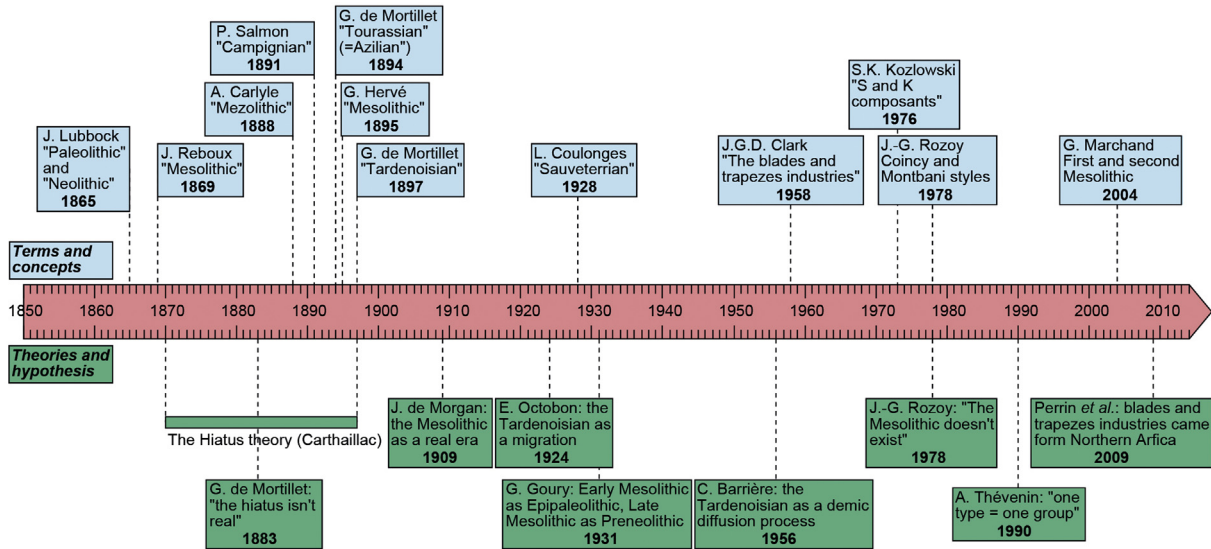 P. Salmon
"Campignian"
1891
G. de Mortillet
"Tourassian"
(=Azilian")
1894
A. Carlyle
"Mezolithic"
1888
G. Hervé
"Mesolithic"
1895
S.K. Kozlowski
"S and K
composants"
1976
J. Lubbock
"Paleolithic"
and
"Neolithic"
1865
J. Reboux
"Mesolithic"
1869
G. de Mortillet
"Tardenoisian"
1897
L. Coulonges
"Sauveterrian"
1928
J.G.D. Clark
"The blades and
trapezes industries"
1958
J.-G. Rozoy
Coincy and
Montbani styles
1978
G. Marchand
First and second
Mesolithic
2004
Terms and
concepts
1850 1860 1870 1880 1890 1900 1910 1920 1930 1940 1950 1960 1970 1980 1990 2000 2010
Theories and
hypothesis
The Hiatus theory (Carthaillac)
J. de Morgan:
the Mesolithic
as a real era
1909
E. Octobon: the
Tardenoisian as
a migration
1924
J.-G. Rozoy: "The
Mesolithic doesn't
exist"
1978
Perrin et al.: blades and
trapezes industries came
form Northern Arfica
2009
G. de Mortillet:
"the hiatus isn't
real"
1883
G. Goury: Early Mesolithic
as Epipaleolithic, Late
Mesolithic as Preneolithic
1931
C. Barrière: the
Tardenoisian as a demic
diffusion process
1956
A. Thévenin: "one
type = one group"
1990